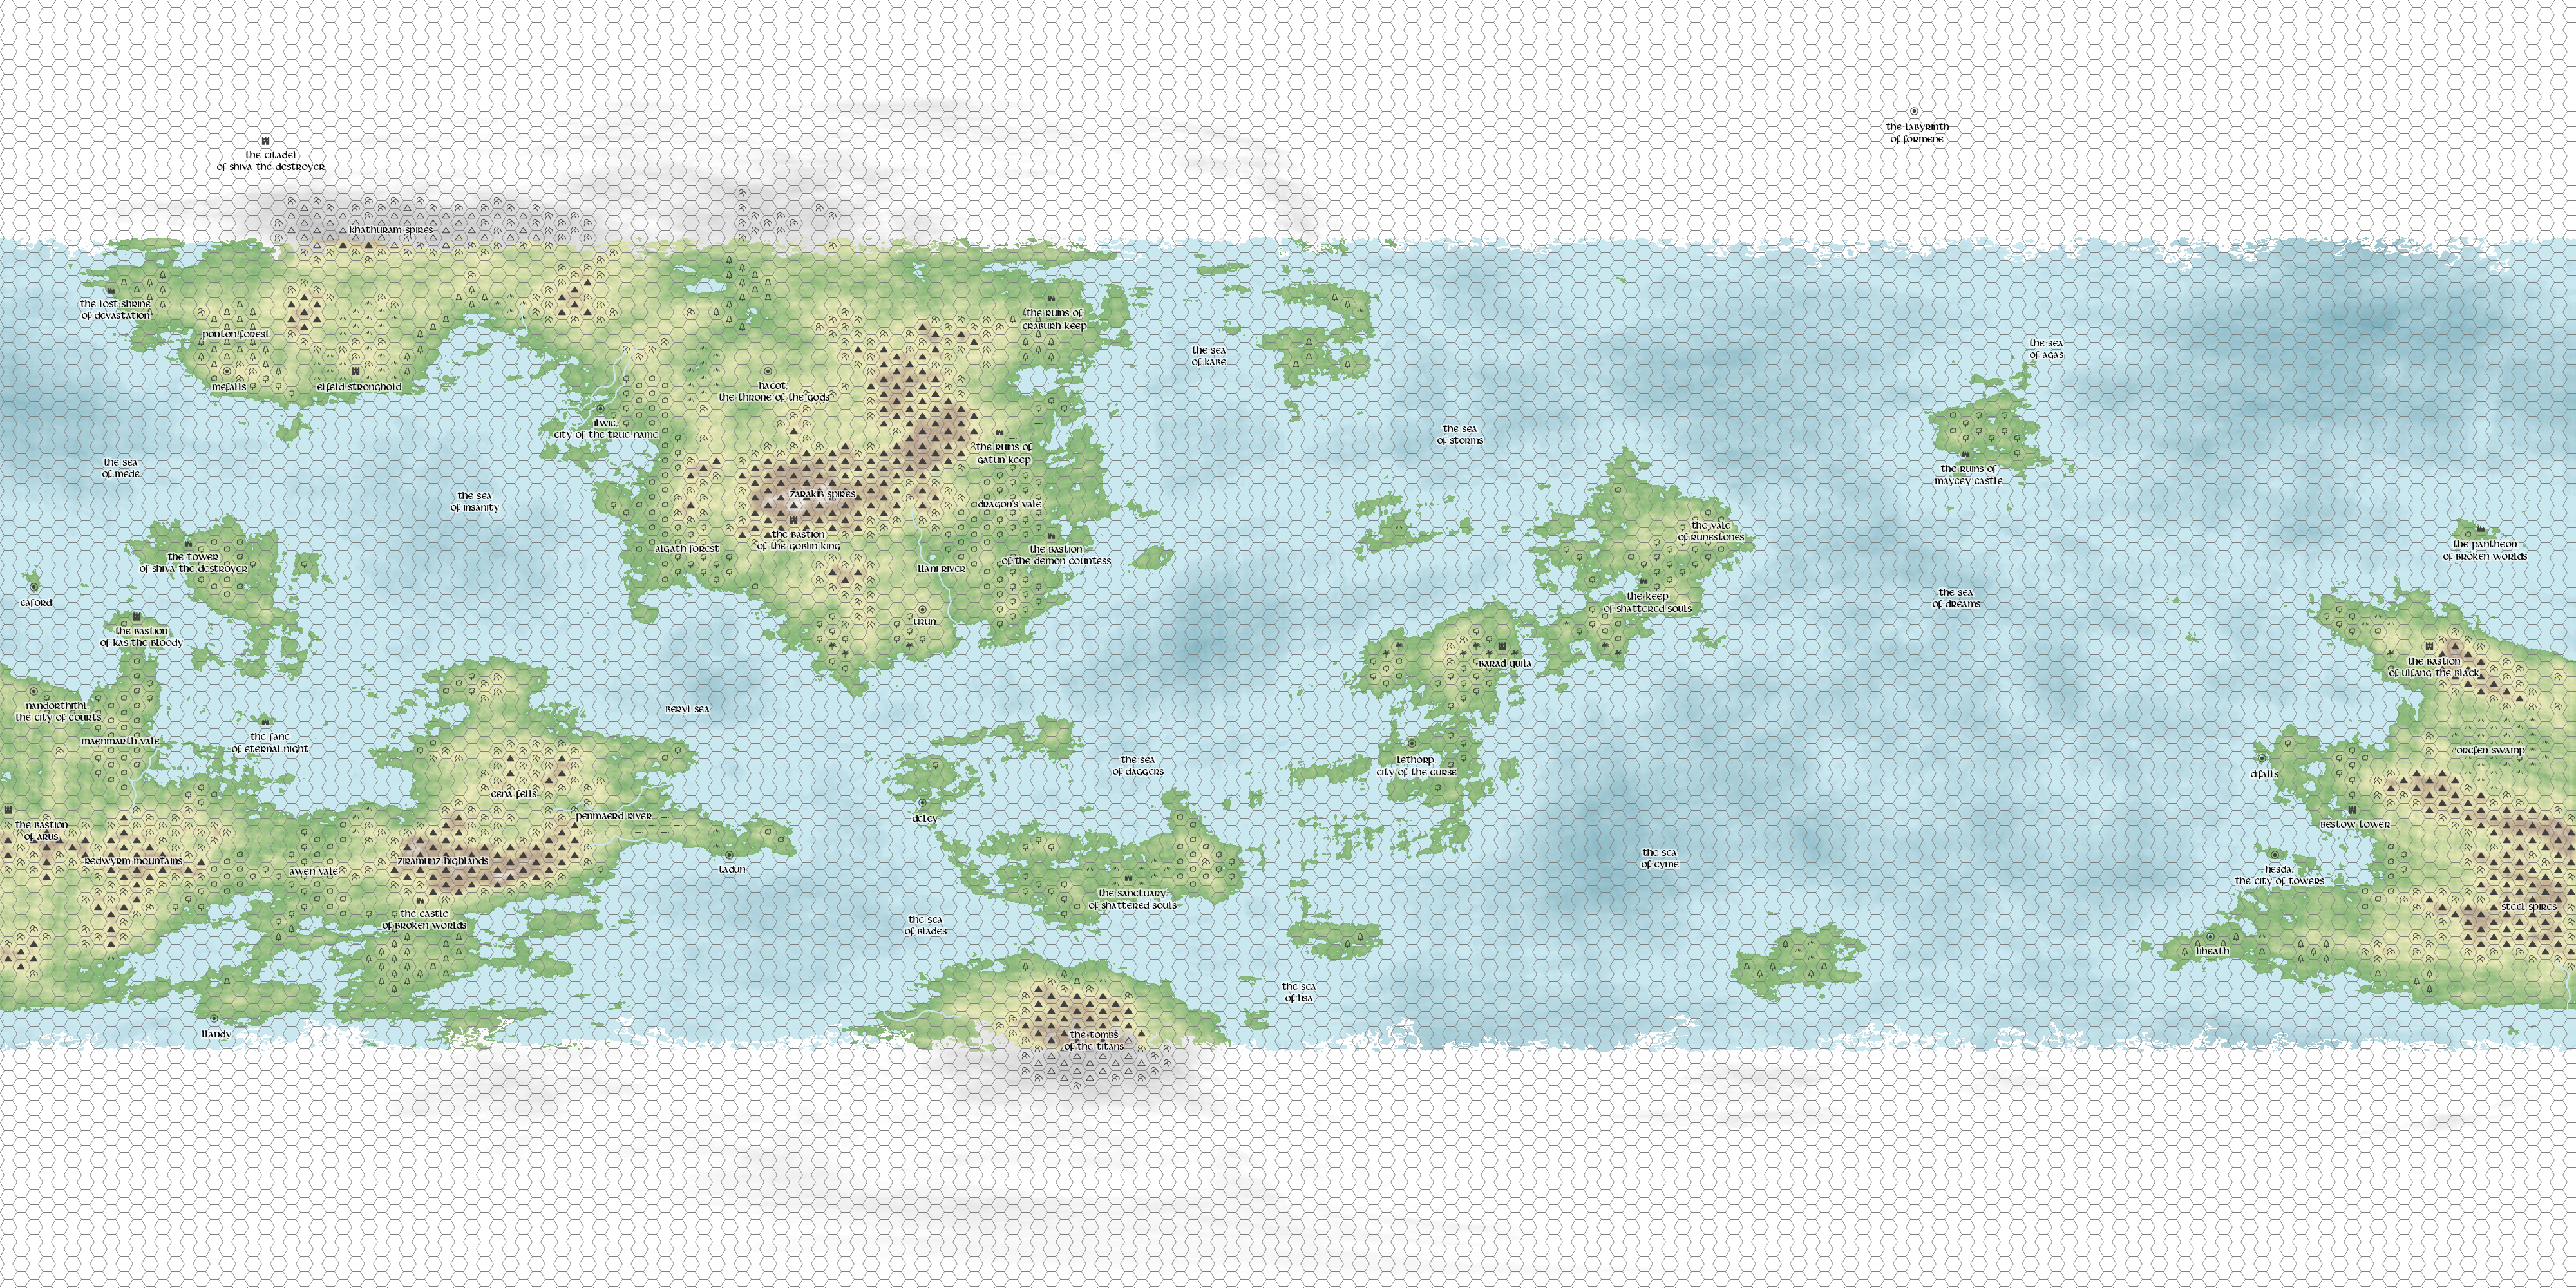 the labyrinth
of formene
the citadel
of shiva the destroyer
khathuram spires
the lost shrine
of devastation
ponton forest
mefalls
elfeld stronghold
the ruins of
craburh keep
the sea
of kabe
the sea
of agas
hacot,
the throne of the gods
ilwic,
city of the true name
the sea
of storms
the ruins of
gatun keep
the sea
of mede
the ruins of
maycey castle
zarakib spires
the sea
of insanity
dragon's vale
the vale
of runestones
the bastion
of the goblin king
algath forest
the bastion
of the demon countess
the pantheon
of broken worlds
the tower
of shiva the destroyer
llani river
caford
the keep
of shattered souls
the sea
of dreams
urun
the bastion
of kas the bloody
barad quila
the bastion
of ulfang the black
nandorthithl,
the city of courts
beryl sea
maenmarth vale
the fane
of eternal night
orcfen swamp
the sea
of daggers
lethorp,
city of the curse
difalls
cena fells
penmaerd river
deley
the bastion
of arus
bestow tower
redwyrm mountains
ziramunz highlands
the sea
of cyme
awen vale
tadun
hesda,
the city of towers
the sanctuary
of shattered souls
steel spires
the castle
of broken worlds
the sea
of blades
liheath
the sea
of lisa
llandy
the tombs
of the titans